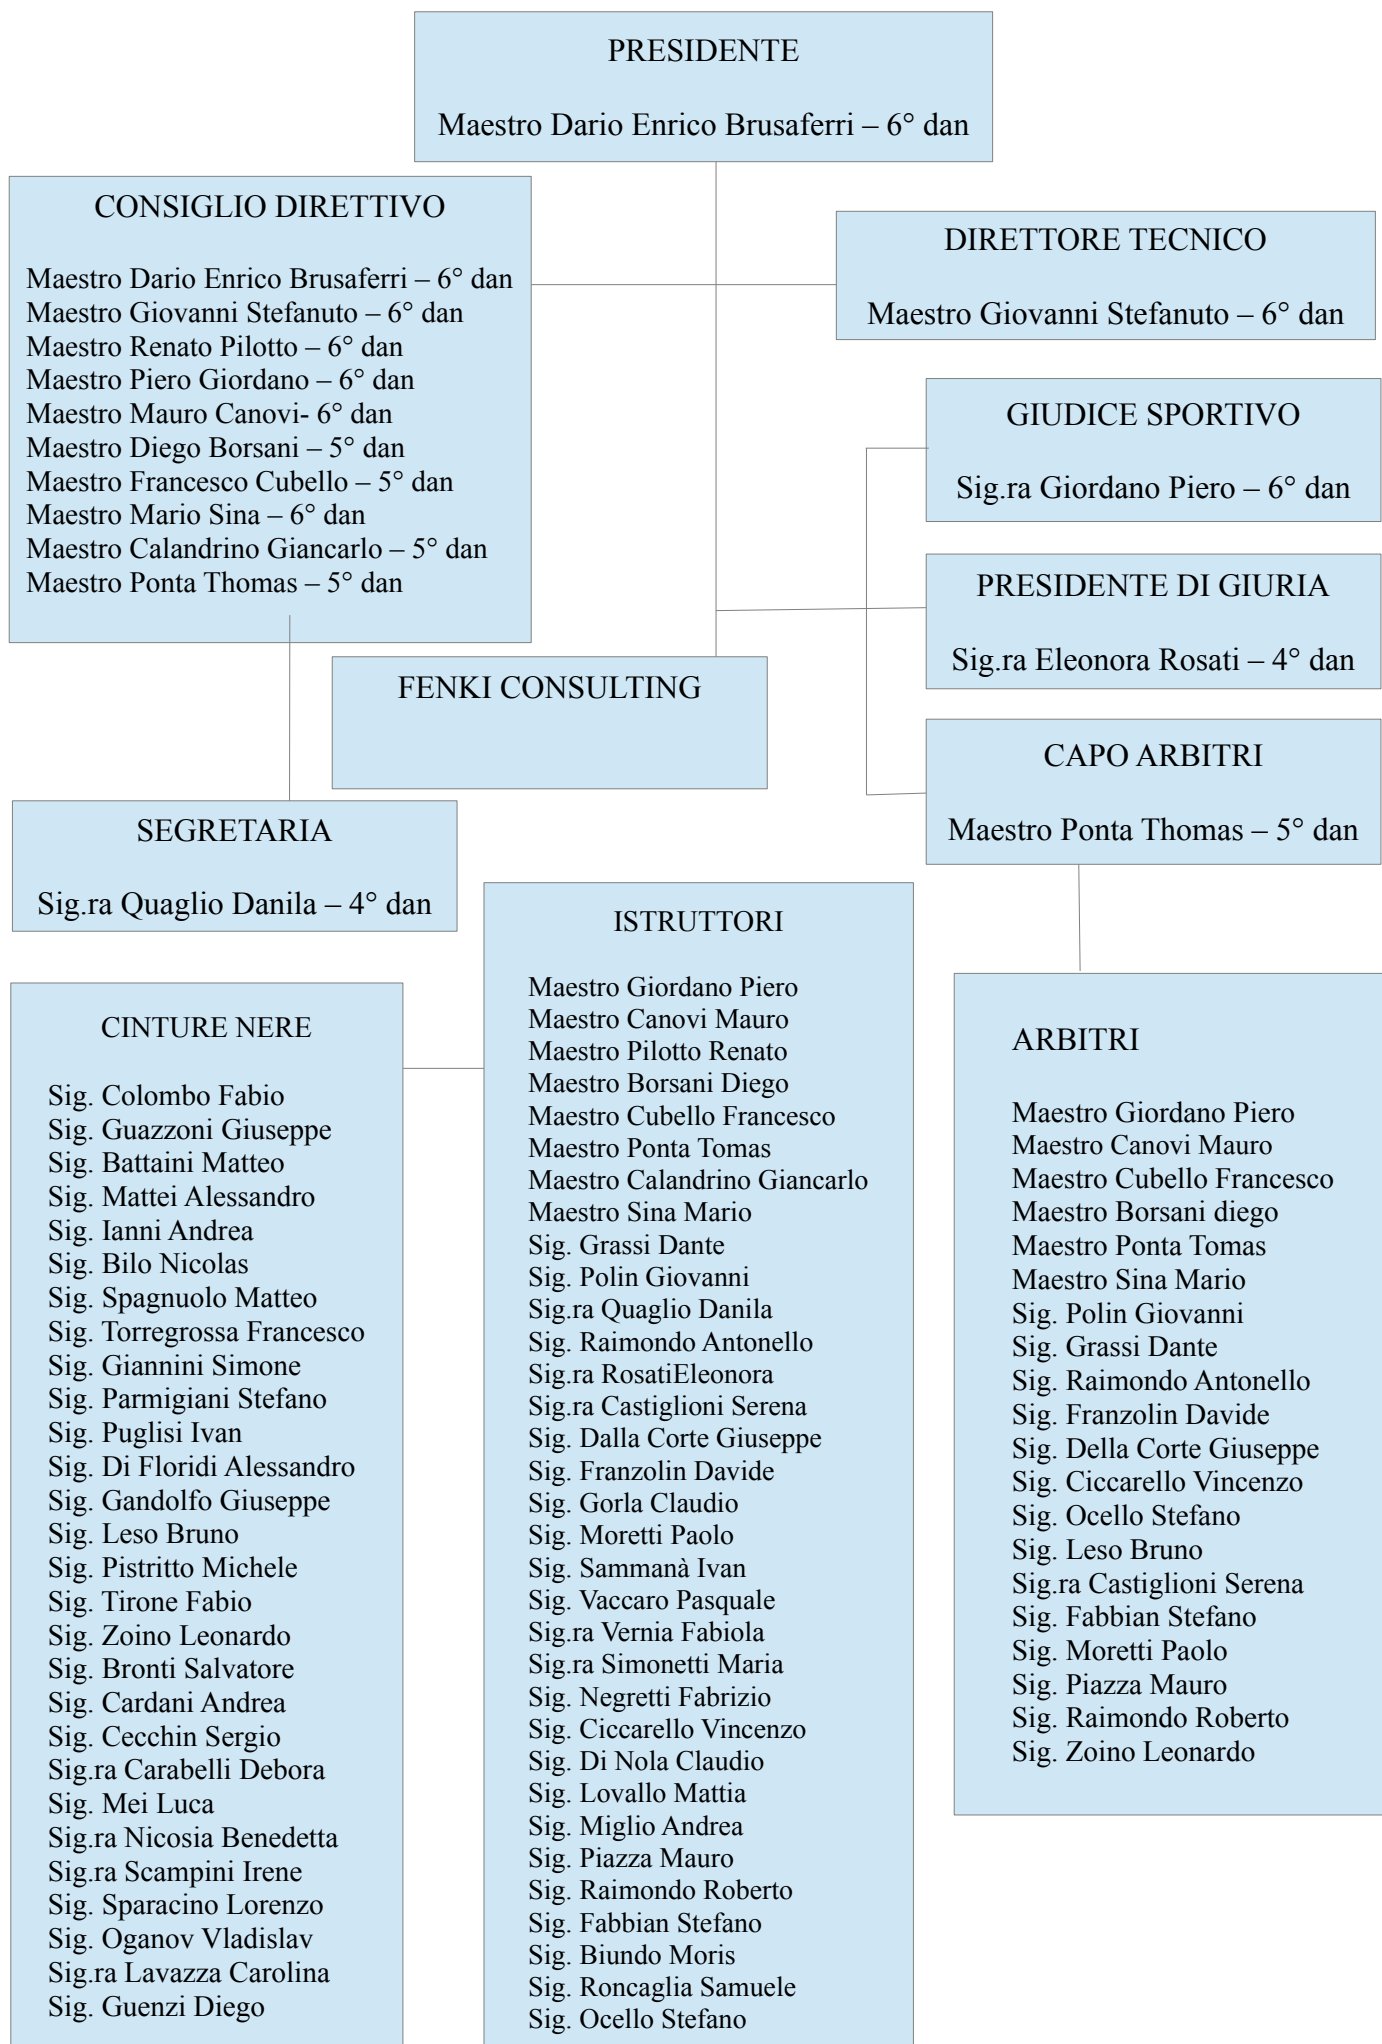 PRESIDENTE
Maestro Dario Enrico Brusaferri – 6° dan
CONSIGLIO DIRETTIVO
Maestro Dario Enrico Brusaferri – 6° dan
Maestro Giovanni Stefanuto – 6° dan
Maestro Renato Pilotto – 6° dan
Maestro Piero Giordano – 6° dan
Maestro Mauro Canovi- 6° dan
Maestro Diego Borsani – 5° dan
Maestro Francesco Cubello – 5° dan
Maestro Mario Sina – 6° dan
Maestro Calandrino Giancarlo – 5° dan
Maestro Ponta Thomas – 5° dan
DIRETTORE TECNICO
Maestro Giovanni Stefanuto – 6° dan
GIUDICE SPORTIVO
Sig.ra Giordano Piero – 6° dan
PRESIDENTE DI GIURIA
Sig.ra Eleonora Rosati – 4° dan
FENKI CONSULTING
CAPO ARBITRI
Maestro Ponta Thomas – 5° dan
SEGRETARIA
Sig.ra Quaglio Danila – 4° dan
CINTURE NERE
Sig. Colombo Fabio
Sig. Guazzoni Giuseppe
Sig. Battaini Matteo
Sig. Mattei Alessandro
Sig. Ianni Andrea
Sig. Bilo Nicolas
Sig. Spagnuolo Matteo
Sig. Torregrossa Francesco
Sig. Giannini Simone
Sig. Parmigiani Stefano
Sig. Puglisi Ivan
Sig. Di Floridi Alessandro
Sig. Gandolfo Giuseppe
Sig. Leso Bruno
Sig. Pistritto Michele
Sig. Tirone Fabio
Sig. Zoino Leonardo
Sig. Bronti Salvatore
Sig. Cardani Andrea
Sig. Cecchin Sergio
Sig.ra Carabelli Debora
Sig. Mei Luca
Sig.ra Nicosia Benedetta
Sig.ra Scampini Irene
Sig. Sparacino Lorenzo
Sig. Oganov Vladislav
Sig.ra Lavazza Carolina
Sig. Guenzi Diego
ISTRUTTORI
Maestro Giordano Piero
Maestro Canovi Mauro
Maestro Pilotto Renato
Maestro Borsani Diego
Maestro Cubello Francesco
Maestro Ponta Tomas
Maestro Calandrino Giancarlo
Maestro Sina Mario
Sig. Grassi Dante
Sig. Polin Giovanni
Sig.ra Quaglio Danila
Sig. Raimondo Antonello
Sig.ra RosatiEleonora
Sig.ra Castiglioni Serena
Sig. Dalla Corte Giuseppe
Sig. Franzolin Davide
Sig. Gorla Claudio
Sig. Moretti Paolo
Sig. Sammanà Ivan
Sig. Vaccaro Pasquale
Sig.ra Vernia Fabiola
Sig.ra Simonetti Maria
Sig. Negretti Fabrizio
Sig. Ciccarello Vincenzo
Sig. Di Nola Claudio
Sig. Lovallo Mattia
Sig. Miglio Andrea
Sig. Piazza Mauro
Sig. Raimondo Roberto
Sig. Fabbian Stefano
Sig. Biundo Moris
Sig. Roncaglia Samuele
Sig. Ocello Stefano
ARBITRI
Maestro Giordano Piero
Maestro Canovi Mauro
Maestro Cubello Francesco
Maestro Borsani diego
Maestro Ponta Tomas
Maestro Sina Mario
Sig. Polin Giovanni
Sig. Grassi Dante
Sig. Raimondo Antonello
Sig. Franzolin Davide
Sig. Della Corte Giuseppe
Sig. Ciccarello Vincenzo
Sig. Ocello Stefano
Sig. Leso Bruno
Sig.ra Castiglioni Serena
Sig. Fabbian Stefano
Sig. Moretti Paolo
Sig. Piazza Mauro
Sig. Raimondo Roberto
Sig. Zoino Leonardo